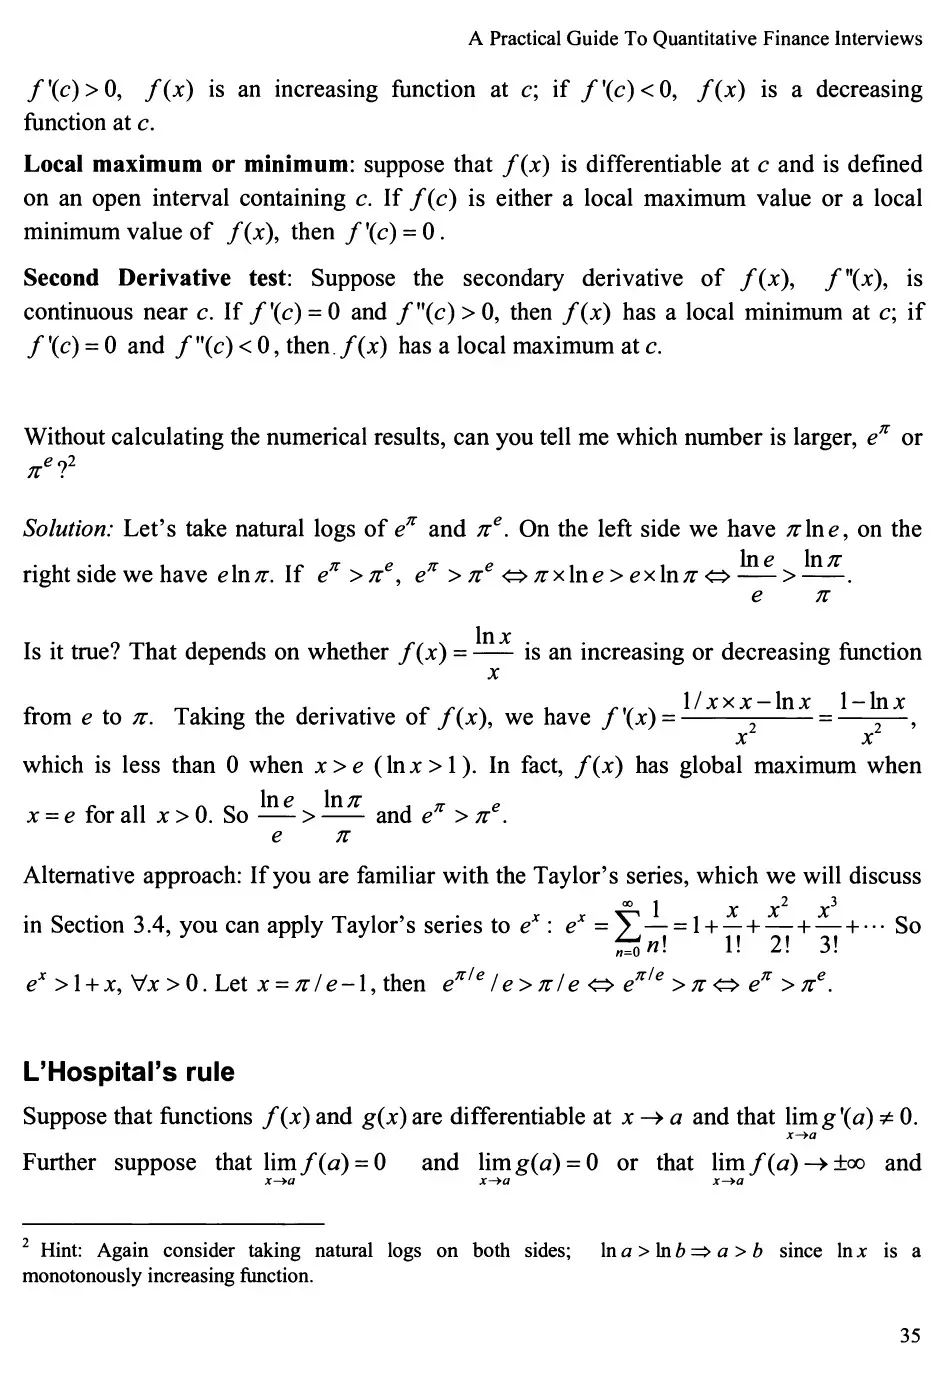 A Practical Guide To Quantitative Finance Interviews
f'(c) > 0, f(x) is an increasing function at c; if f'(c) < 0, f(x) is a decreasing
function at c.
Local maximum or minimum: suppose that f(x) is differentiable at c and is defined
on an open interval containing c. If f(c) is either a local maximum value or a local
minimum value of f(x), then f'(c) = 0.
Second Derivative test: Suppose the secondary derivative of f(x), f"(x), is
continuous near c. If f'(c) = 0 and f"(c) > 0, then f(x) has a local minimum at c; if
f'(c) = 0 and f"(c) < 0, then. f(x) has a local maximum at c.
Without calculating the numerical results, can you tell me which number is larger, e^π or
π^e?²
Solution: Let's take natural logs of e^π and π^e. On the left side we have π ln e, on the
right side we have e ln π. If e^π > π^e, e^π > π^e ⇔ π × ln e > e × ln π ⇔ ln e / e > ln π / π.
Is it true? That depends on whether f(x) = ln x / x is an increasing or decreasing function
from e to π. Taking the derivative of f(x), we have f'(x) = (1/x × x − ln x) / x² = (1 − ln x) / x²,
which is less than 0 when x > e (ln x > 1). In fact, f(x) has global maximum when
x = e for all x > 0. So ln e / e > ln π / π and e^π > π^e.
Alternative approach: If you are familiar with the Taylor's series, which we will discuss
in Section 3.4, you can apply Taylor's series to e^x: e^x = ∑_{n=0}^{∞} 1/n! = 1 + x/1! + x²/2! + x³/3! + ··· So
e^x > 1 + x, ∀x > 0. Let x = π / e − 1, then e^{π/e} / e > π / e ⇔ e^{π/e} > π ⇔ e^π > π^e.
L'Hospital's rule
Suppose that functions f(x) and g(x) are differentiable at x → a and that lim_{x→a} g'(a) ≠ 0.
Further suppose that lim_{x→a} f(a) = 0 and lim_{x→a} g(a) = 0 or that lim_{x→a} f(a) → ±∞ and
² Hint: Again consider taking natural logs on both sides; ln a > ln b ⇒ a > b since ln x is a
monotonously increasing function.
35